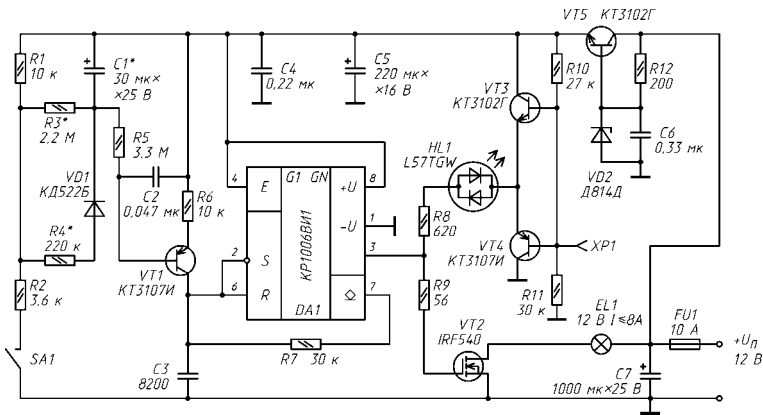 VT5 КТ3102Г
R1
10 к
C1*
30 мк×
×25 В
C4
0,22 мк
C5
220 мк×
×16 В
VT3
КТ3102Г
R10
27 к
R12
200
R3*
2,2 М
R5
3,3 М
HL1
L57TGW
C6
0,33 мк
VD1
КД522Б
C2
0,047 мк
R6
10 к
4
E
G1
GN
+U
8
VD2
Д814Д
КР1006ВИ1
-U
1
R8
620
R4*
220 к
2
S
3
VT4
КТ3107И
XP1
VT1
КТ3107И
6
R
DA1
7
R9
56
R11
30 к
R2
3,6 к
EL1
12 В I≤8А
FU1
10 А
VT2
IRF540
+Uп
12 В
SA1
C3
8200
R7 30 к
C7
1000 мк×25 В